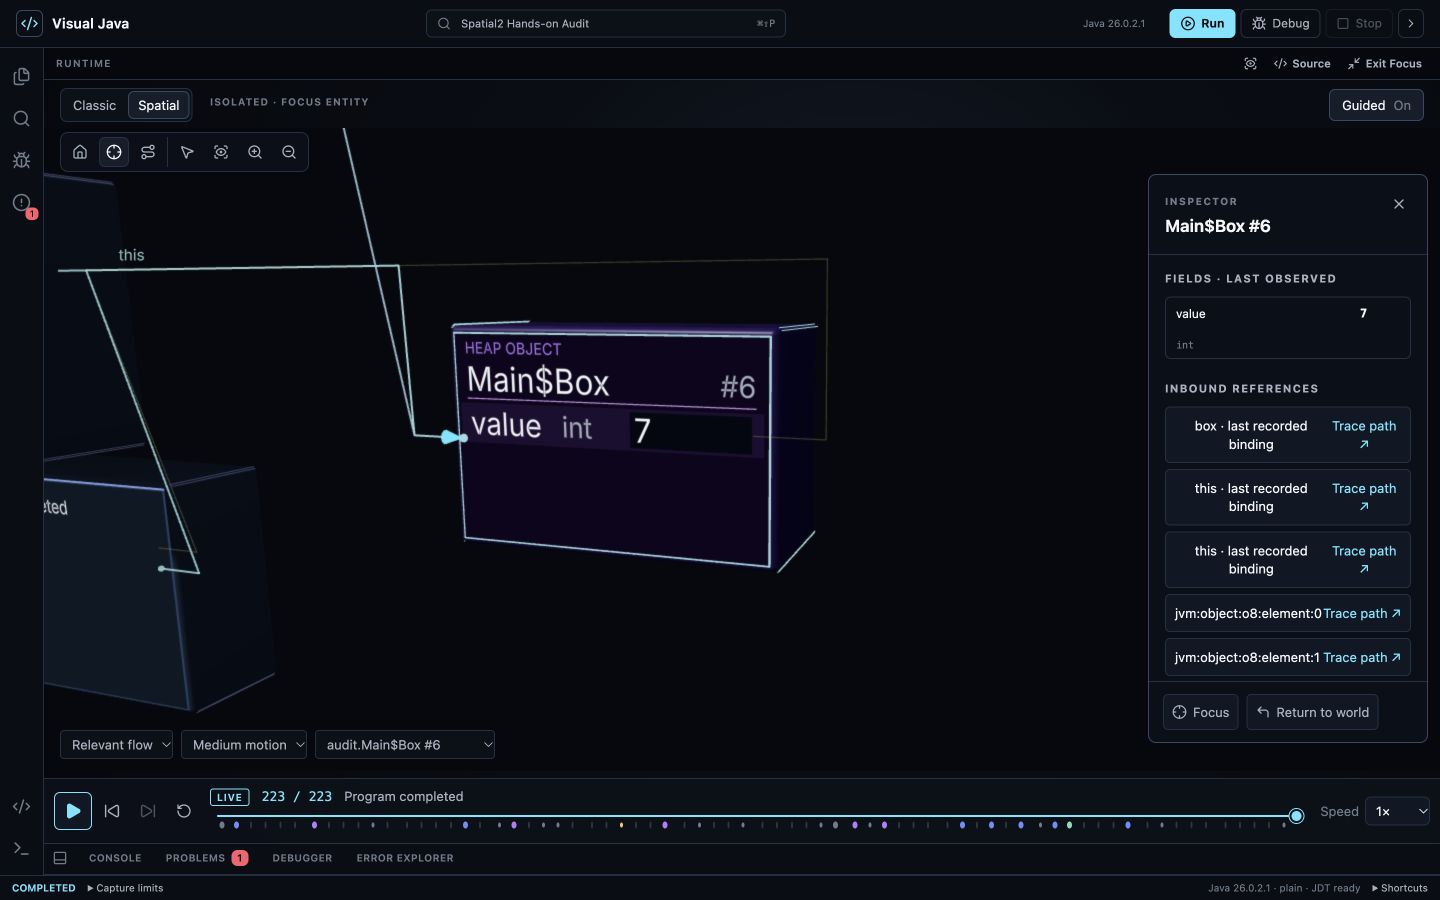 Visual Java
Spatial2 Hands-on Audit
⌘⇧P
Java 26.0.2.1
Run
Debug
Stop
RUNTIME
Source
Exit Focus
Classic
Spatial
ISOLATED · FOCUS ENTITY
Guided On
1
this
HEAP OBJECT
Main$Box #6
value int 7
INSPECTOR
Main$Box #6
FIELDS · LAST OBSERVED
value 7
int
INBOUND REFERENCES
box · last recorded binding
Trace path ↗
this · last recorded binding
Trace path ↗
this · last recorded binding
Trace path ↗
jvm:object:o8:element:0 Trace path ↗
jvm:object:o8:element:1 Trace path ↗
Focus
Return to world
Relevant flow
Medium motion
audit.Main$Box #6
LIVE 223 / 223 Program completed
Speed 1×
CONSOLE
PROBLEMS 1
DEBUGGER
ERROR EXPLORER
COMPLETED
Capture limits
Java 26.0.2.1 · plain · JDT ready
Shortcuts